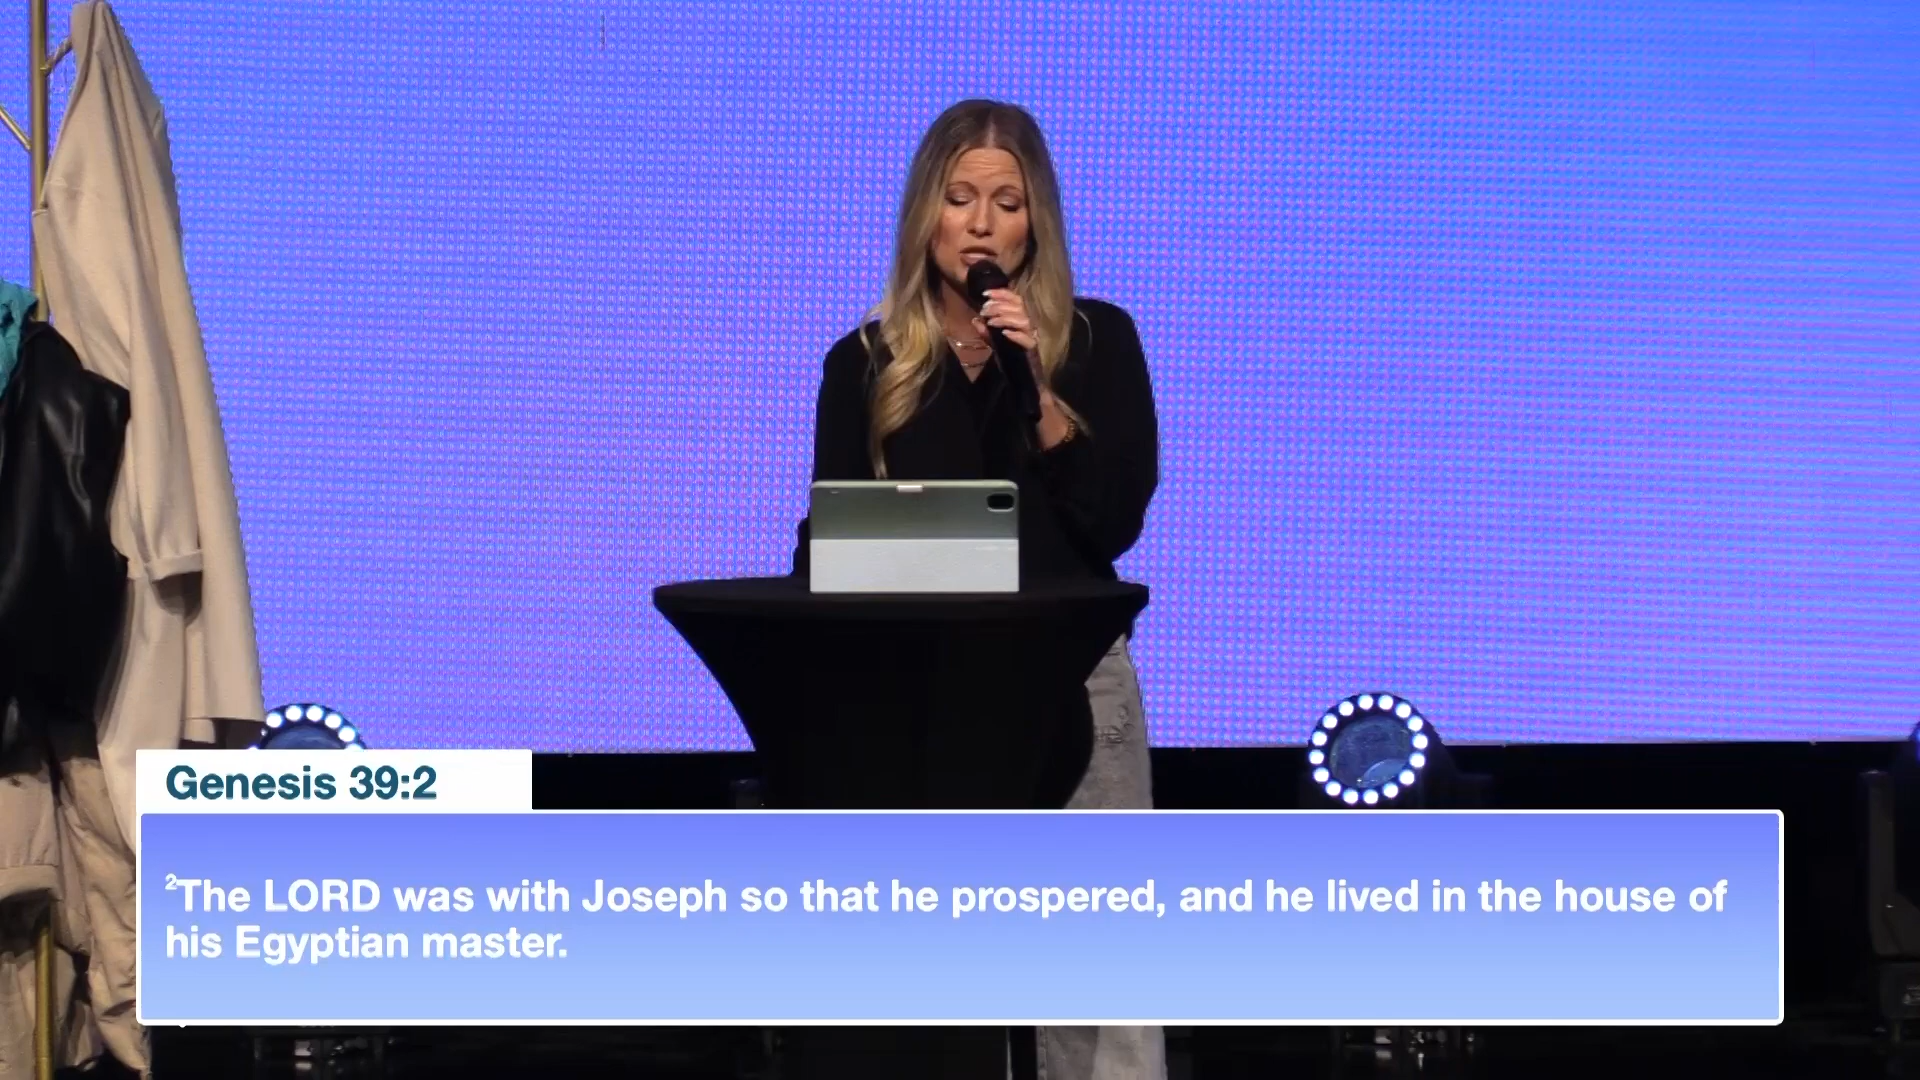 Genesis 39:2
²The LORD was with Joseph so that he prospered, and he lived in the house of
his Egyptian master.